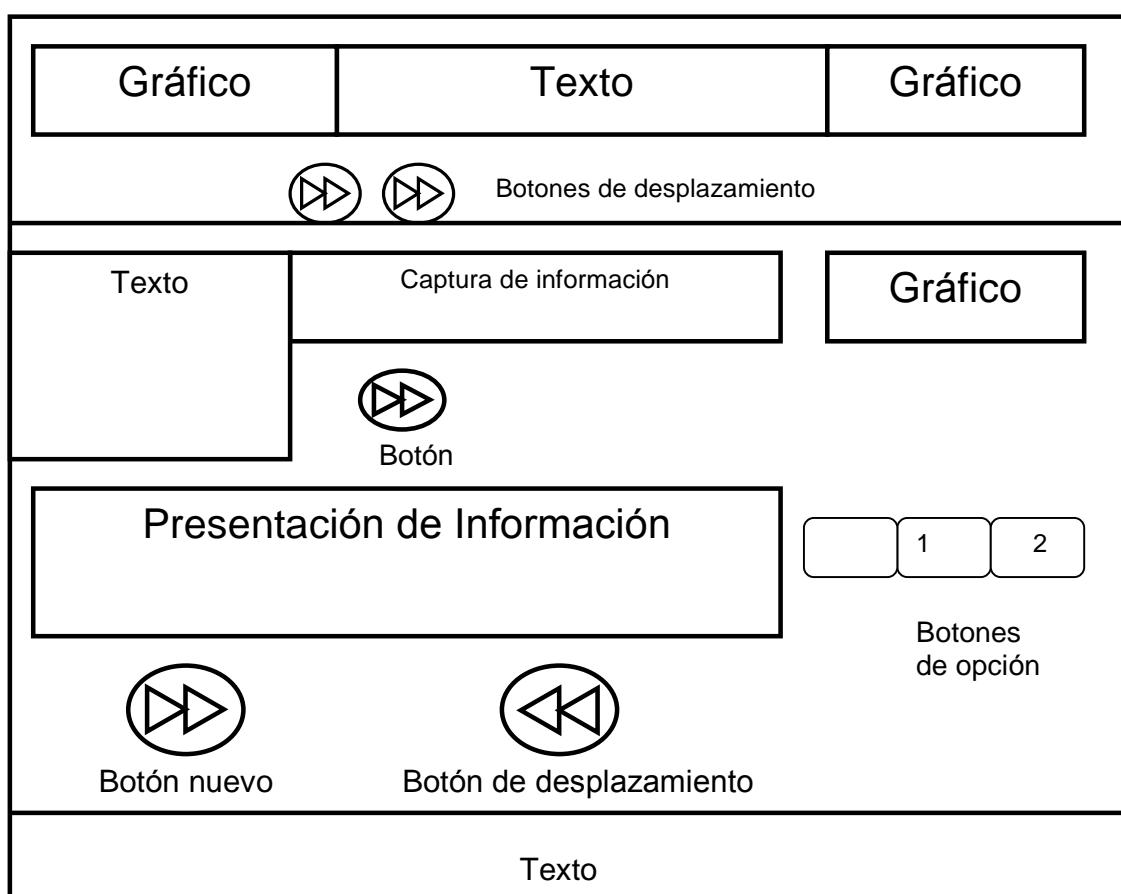 Gráfico
Texto
Gráfico
Botones de desplazamiento
Texto
Captura de información
Gráfico
Botón
Presentación de Información
1
2
Botones
de opción
Botón nuevo
Botón de desplazamiento
Texto